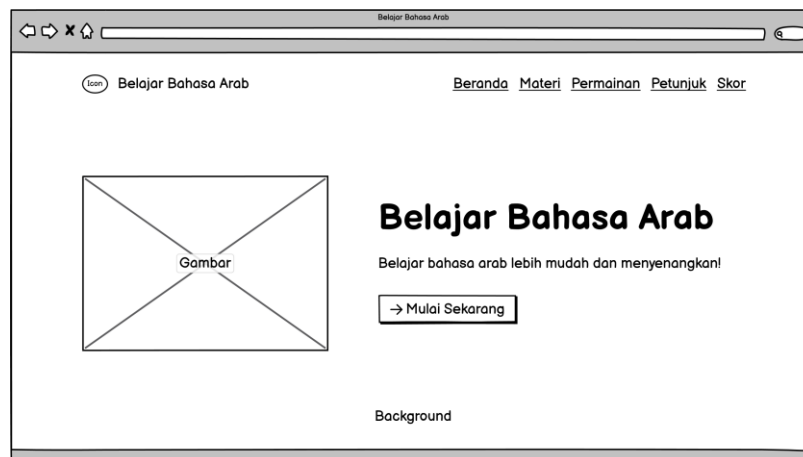 Belajar Bahasa Arab
Icon Belajar Bahasa Arab Beranda Materi Permainan Petunjuk Skor
Gambar
Belajar Bahasa Arab
Belajar bahasa arab lebih mudah dan menyenangkan!
→ Mulai Sekarang
Background